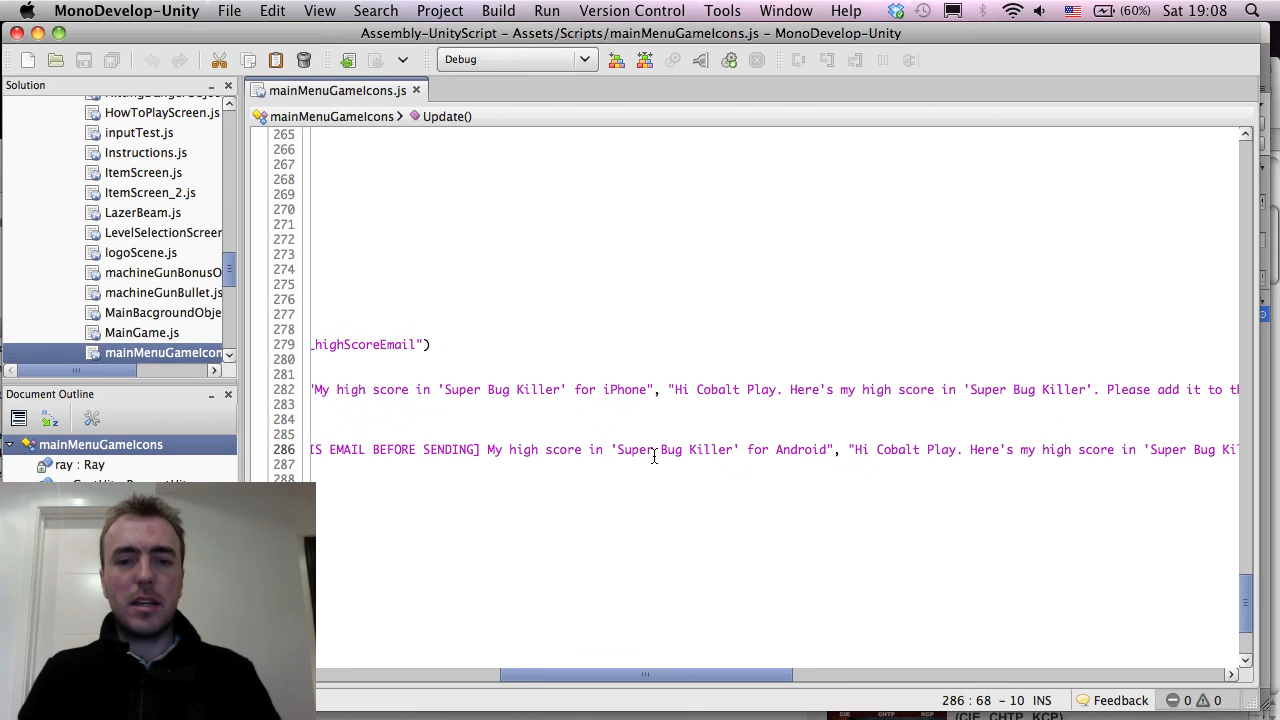 MonoDevelop-Unity File Edit View Search Project Build Run Version Control Tools Window Help (60%) Sat 19:08
Assembly-UnityScript - Assets/Scripts/mainMenuGameIcons.js - MonoDevelop-Unity
Debug
Solution
mainMenuGameIcons.js
mainMenuGameIcons
Update()
HowToPlayScreen.js
inputTest.js
Instructions.js
ItemScreen.js
ItemScreen_2.js
LazerBeam.js
LevelSelectionScreen
logoScene.js
machineGunBonusO
machineGunBullet.js
MainBacgroundObje
MainGame.js
mainMenuGameIcon
Document Outline
mainMenuGameIcons
ray : Ray
265
266
267
268
269
270
271
272
273
274
275
276
277
278
279 _highScoreEmail")
280
281
282 "My high score in 'Super Bug Killer' for iPhone", "Hi Cobalt Play. Here's my high score in 'Super Bug Killer'. Please add it to th
283
284
285
286 IS EMAIL BEFORE SENDING] My high score in 'Super Bug Killer' for Android", "Hi Cobalt Play. Here's my high score in 'Super Bug Kil
287
288
286 : 68 - 10 INS
Feedback
0 0
(CIE, CHTP, KCP)